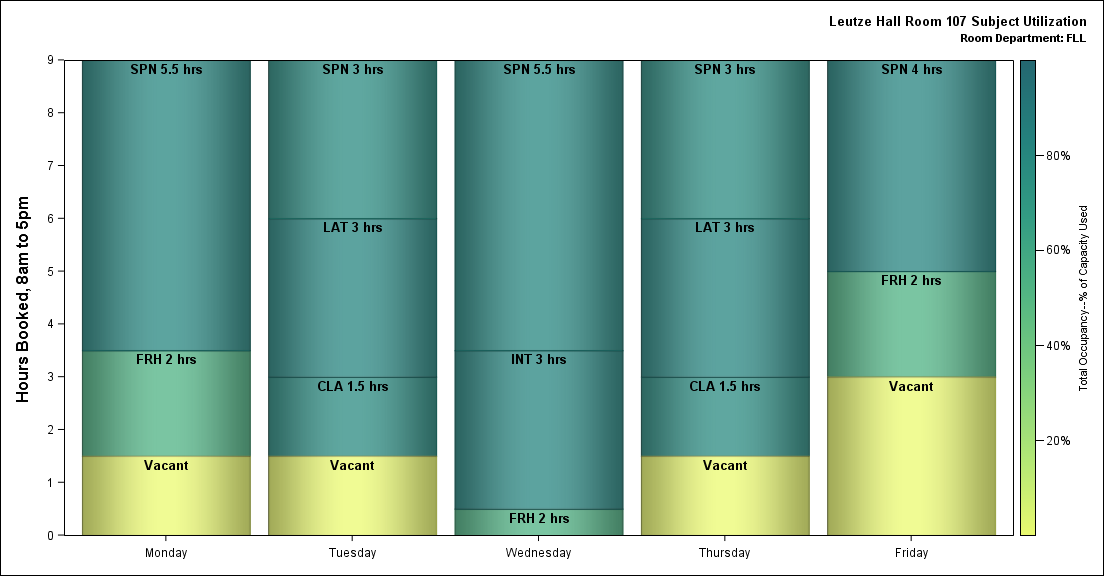 Leutze Hall Room 107 Subject Utilization
Room Department: FLL
Hours Booked, 8am to 5pm
9
8
7
6
5
4
3
2
1
0
SPN 5.5 hrs
FRH 2 hrs
Vacant
Monday
SPN 3 hrs
LAT 3 hrs
CLA 1.5 hrs
Vacant
Tuesday
SPN 5.5 hrs
INT 3 hrs
FRH 2 hrs
Wednesday
SPN 3 hrs
LAT 3 hrs
CLA 1.5 hrs
Vacant
Thursday
SPN 4 hrs
FRH 2 hrs
Vacant
Friday
80%
60%
40%
20%
Total Occupancy--% of Capacity Used